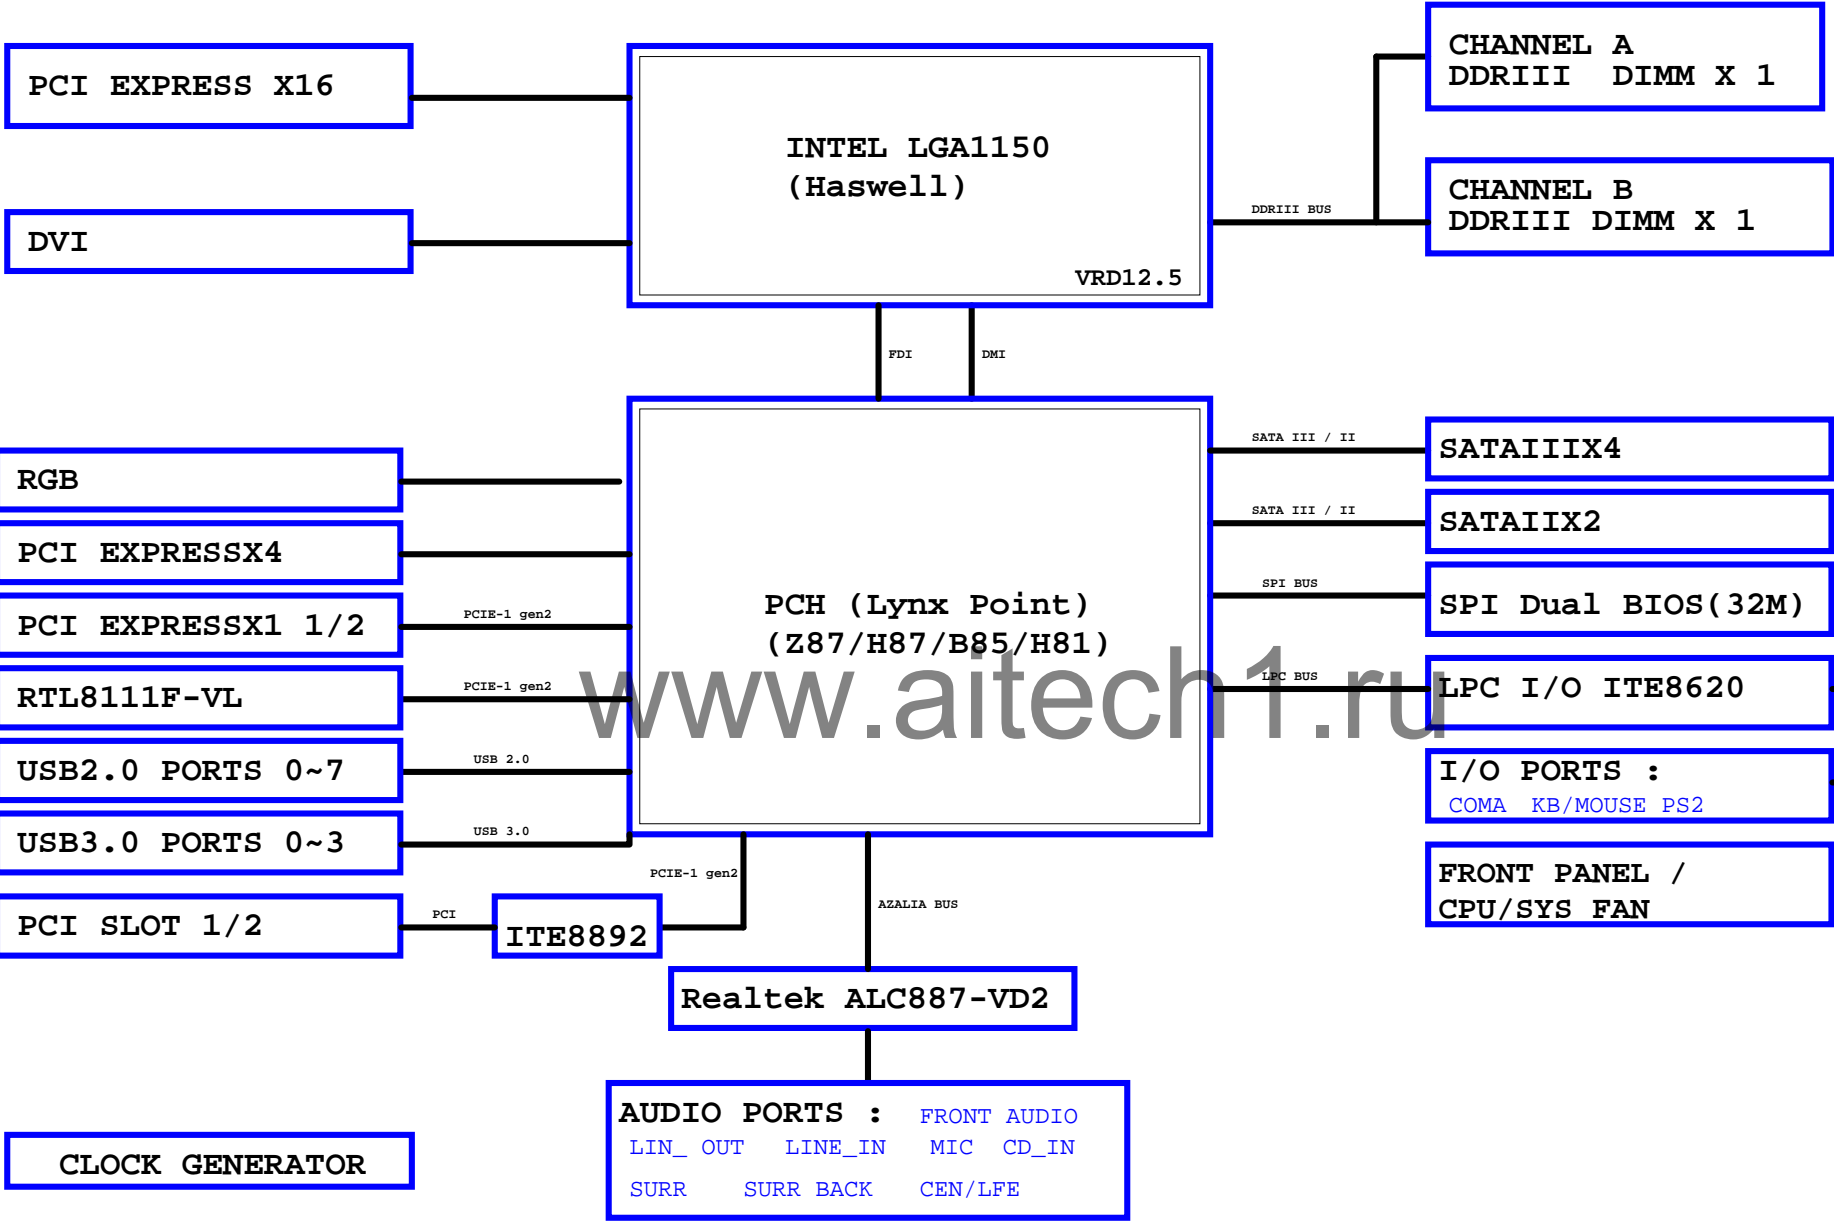 PCI EXPRESS X16
DVI
INTEL LGA1150
(Haswell)
VRD12.5
DDRIII BUS
CHANNEL A
DDRIII DIMM X 1
CHANNEL B
DDRIII DIMM X 1
FDI
DMI
RGB
PCI EXPRESSX4
PCI EXPRESSX1 1/2
PCIE-1 gen2
RTL8111F-VL
PCIE-1 gen2
USB2.0 PORTS 0~7
USB 2.0
USB3.0 PORTS 0~3
USB 3.0
PCI SLOT 1/2
PCI
ITE8892
PCIE-1 gen2
PCH (Lynx Point)
(Z87/H87/B85/H81)
www.aitech1.ru
SATA III / II
SATAIIIX4
SATA III / II
SATAIIX2
SPI BUS
SPI Dual BIOS(32M)
LPC BUS
LPC I/O ITE8620
I/O PORTS :
COMA KB/MOUSE PS2
FRONT PANEL /
CPU/SYS FAN
AZALIA BUS
Realtek ALC887-VD2
AUDIO PORTS : FRONT AUDIO
LIN_ OUT LINE_IN MIC CD_IN
SURR SURR BACK CEN/LFE
CLOCK GENERATOR